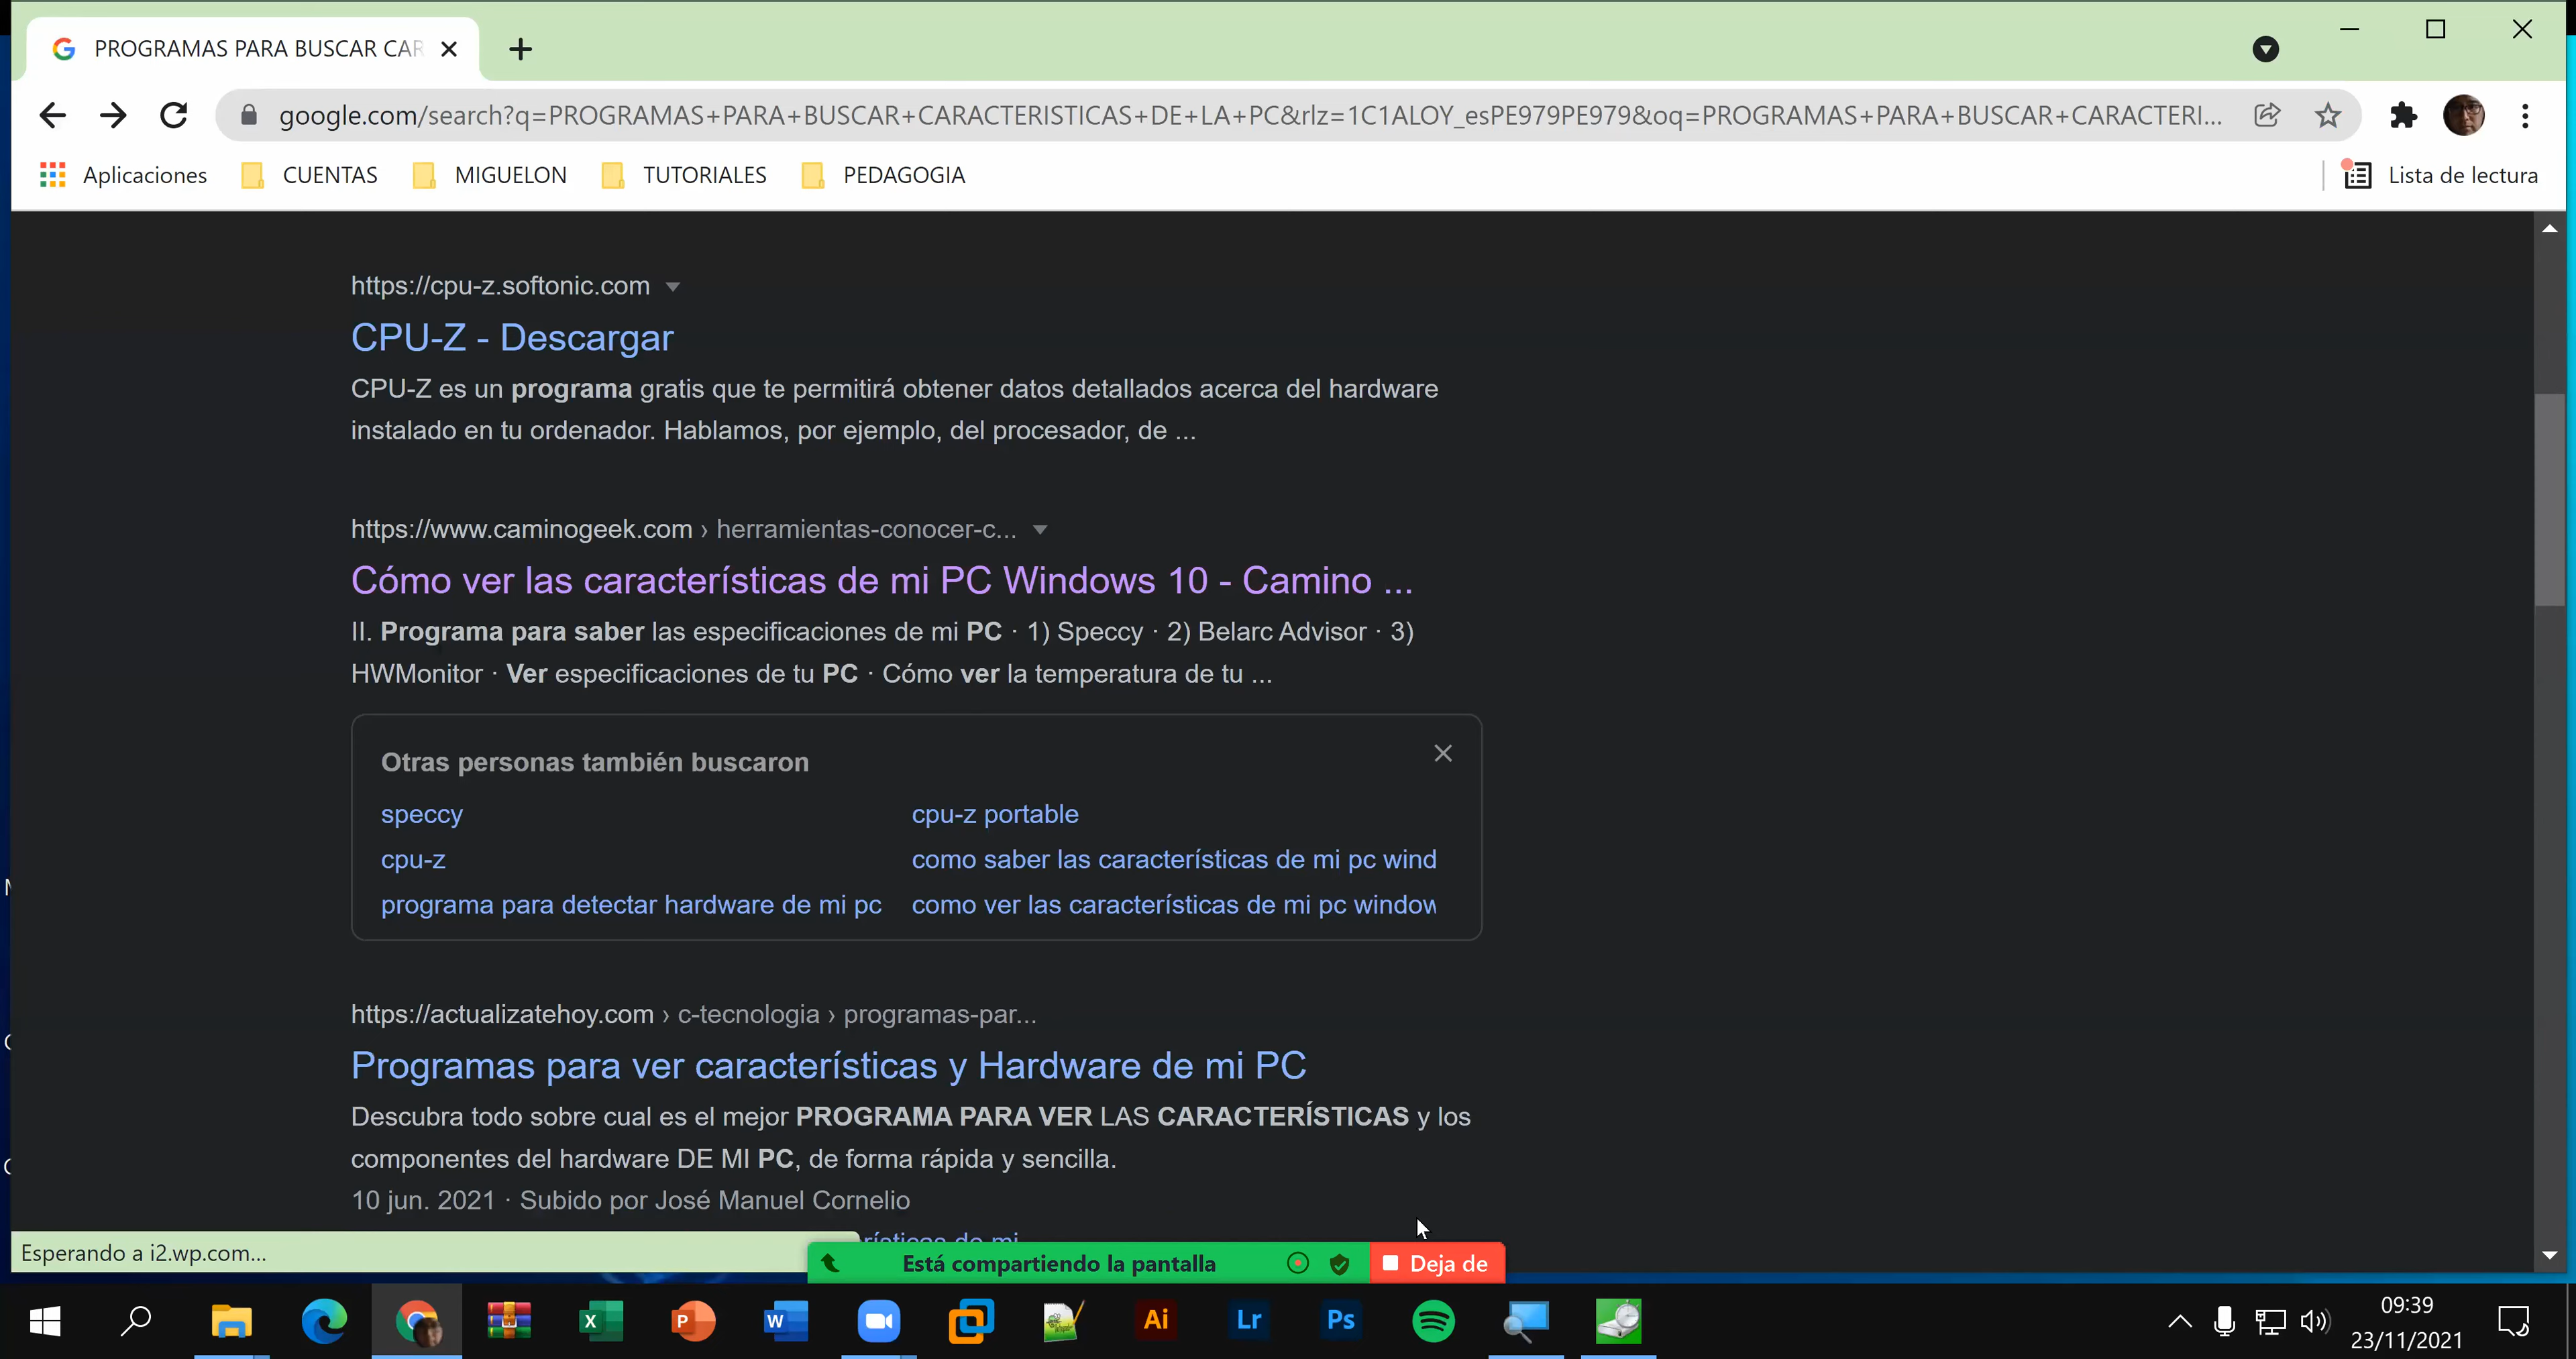 PROGRAMAS PARA BUSCAR CAR
google.com/search?q=PROGRAMAS+PARA+BUSCAR+CARACTERISTICAS+DE+LA+PC&rlz=1C1ALOY_esPE979PE979&oq=PROGRAMAS+PARA+BUSCAR+CARACTERI...
Aplicaciones CUENTAS MIGUELON TUTORIALES PEDAGOGIA Lista de lectura
https://cpu-z.softonic.com
CPU-Z - Descargar
CPU-Z es un programa gratis que te permitirá obtener datos detallados acerca del hardware
instalado en tu ordenador. Hablamos, por ejemplo, del procesador, de ...
https://www.caminogeek.com › herramientas-conocer-c...
Cómo ver las características de mi PC Windows 10 - Camino ...
II. Programa para saber las especificaciones de mi PC · 1) Speccy · 2) Belarc Advisor · 3)
HWMonitor · Ver especificaciones de tu PC · Cómo ver la temperatura de tu ...
Otras personas también buscaron
speccy cpu-z portable
cpu-z como saber las características de mi pc wind
programa para detectar hardware de mi pc como ver las características de mi pc window
https://actualizatehoy.com › c-tecnologia › programas-par...
Programas para ver características y Hardware de mi PC
Descubra todo sobre cual es el mejor PROGRAMA PARA VER LAS CARACTERÍSTICAS y los
componentes del hardware DE MI PC, de forma rápida y sencilla.
10 jun. 2021 · Subido por José Manuel Cornelio
rísticas de mi
Esperando a i2.wp.com...
Está compartiendo la pantalla Deja de
Ai Lr Ps
09:39
23/11/2021